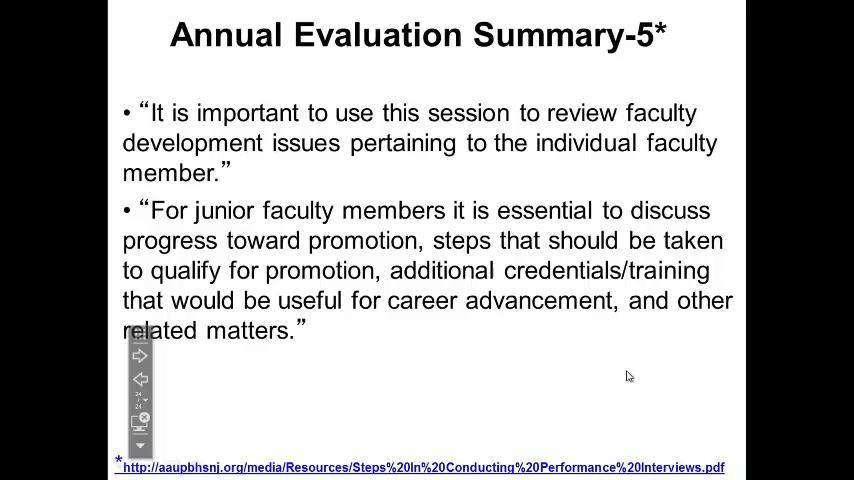 Annual Evaluation Summary-5*
• “It is important to use this session to review faculty
development issues pertaining to the individual faculty
member.”
• “For junior faculty members it is essential to discuss
progress toward promotion, steps that should be taken
to qualify for promotion, additional credentials/training
that would be useful for career advancement, and other
related matters.”
24
/
24
* http://aaupbhsnj.org/media/Resources/Steps%20In%20Conducting%20Performance%20Interviews.pdf